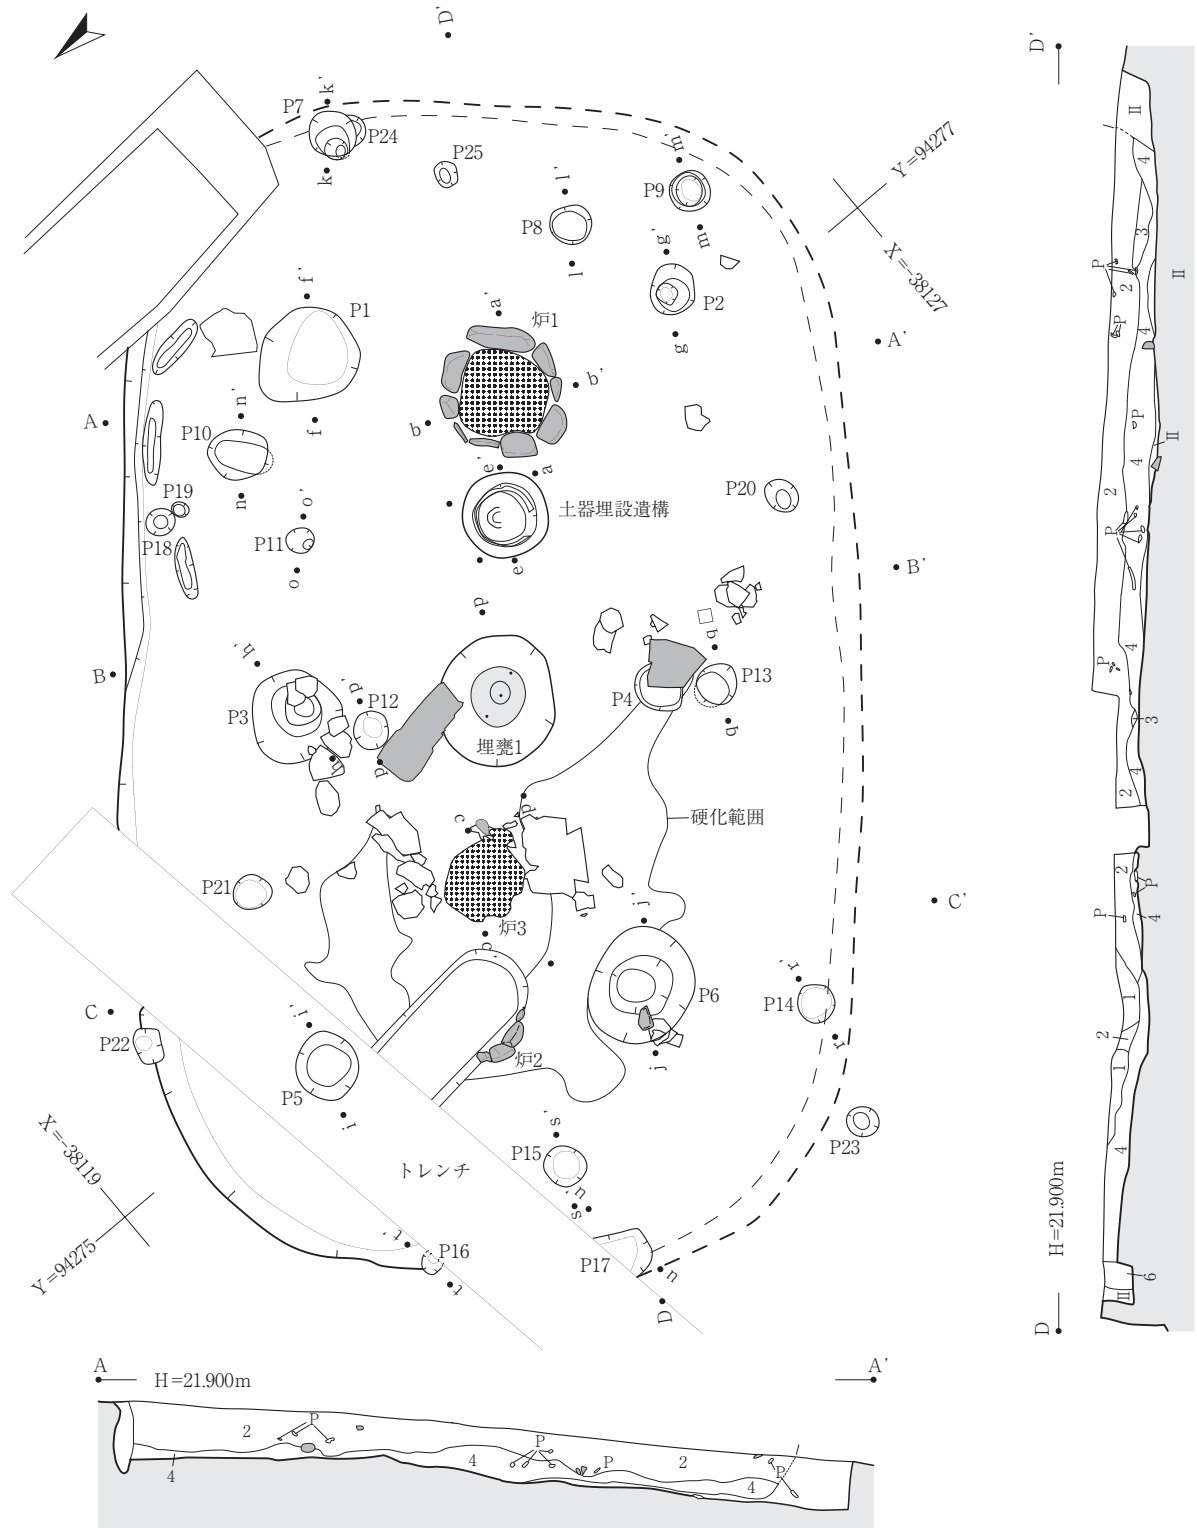 D'
D'
k'
P7
P24
k
P25
l'
m'
P9
Y=94277
P8
g'
m
l
X=-38127
P2
f'
P1
a'
炉1
g
A'
n'
b'
A
P10
f
b
e'
a
P19
n
o'
P20
土器埋設遺構
P18
P11
o
e
B'
d
h'
q
B
P3
p'
P12
P4
P13
埋甕1
h
p
q
c
d
硬化範囲
P21
炉3
j'
C'
c'
i'
P6
r'
P14
C
P22
炉2
r
j
P5
i
s'
P23
X=-38119
P15
トレンチ
u'
s
Y=94275
t'
P16
P17
u
t
D
II
4
3
P
2
P
4
II
P
II
4
2
P
4
P
3
4
2
2
P
P
4
1
2
1
4
H=21.900m
6
II
D
A
H=21.900m
A'
2
P
4
4
P
P
2
P
4